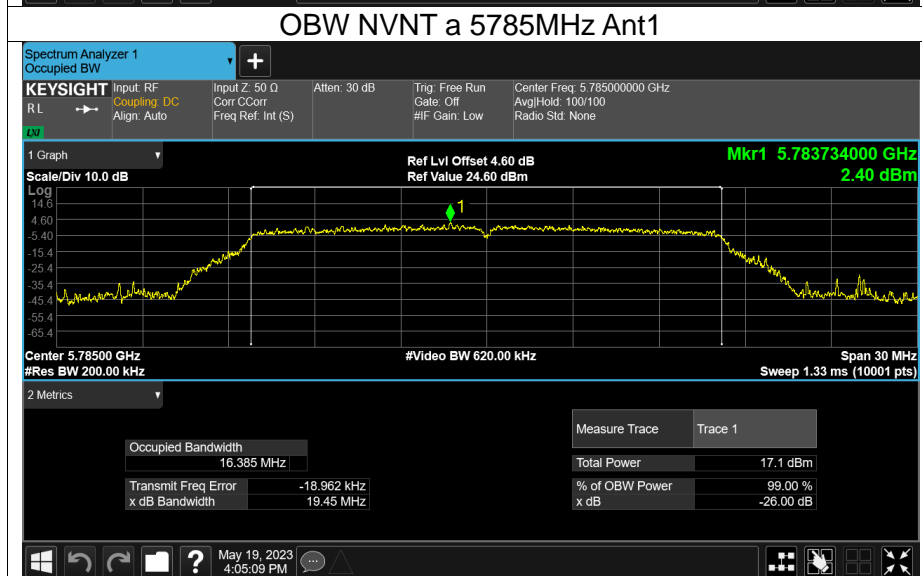 OBW NVNT a 5785MHz Ant1
Spectrum Analyzer 1
Occupied BW
+
KEYSIGHT
R L
LXI
Input: RF
Coupling: DC
Align: Auto
Input Z: 50 Ω
Corr CCorr
Freq Ref: Int (S)
Atten: 30 dB
Trig: Free Run
Gate: Off
#IF Gain: Low
Center Freq: 5.785000000 GHz
Avg|Hold: 100/100
Radio Std: None
1 Graph
Scale/Div 10.0 dB
Ref Lvl Offset 4.60 dB
Ref Value 24.60 dBm
Mkr1 5.783734000 GHz
2.40 dBm
Log
14.6
4.60
-5.40
-15.4
-25.4
-35.4
-45.4
-55.4
-65.4
1
Center 5.78500 GHz
#Res BW 200.00 kHz
#Video BW 620.00 kHz
Span 30 MHz
Sweep 1.33 ms (10001 pts)
2 Metrics
Measure Trace Trace 1
Occupied Bandwidth
16.385 MHz
Total Power 17.1 dBm
Transmit Freq Error -18.962 kHz
% of OBW Power 99.00 %
x dB Bandwidth 19.45 MHz
x dB -26.00 dB
?
May 19, 2023
4:05:09 PM